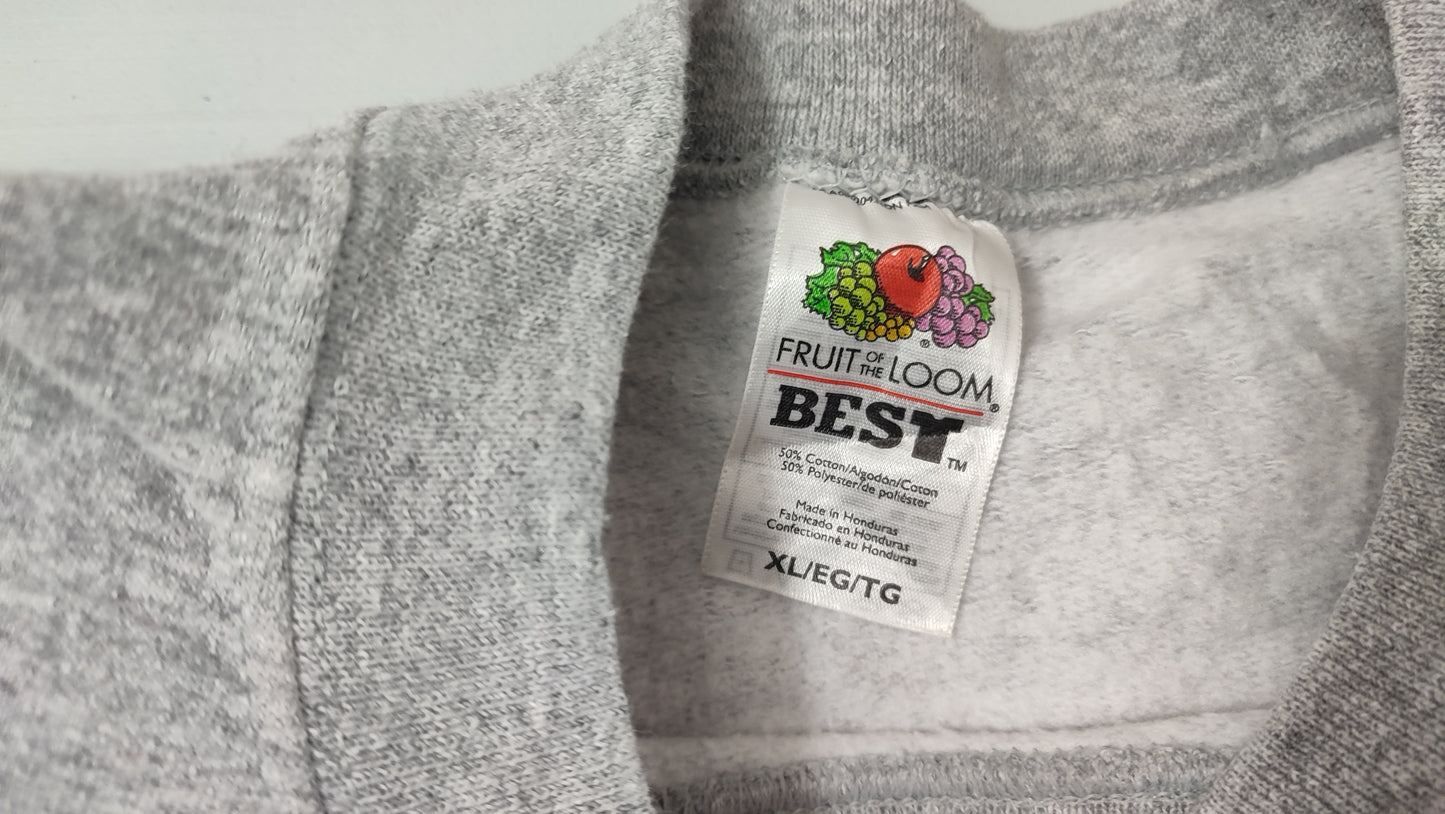 ®
FRUIT OF THE LOOM®
BEST™
50% Cotton/Algodón/Coton
50% Polyester/de poliéster
Made in Honduras
Fabricado en Honduras
Confectionné au Honduras
XL/EG/TG